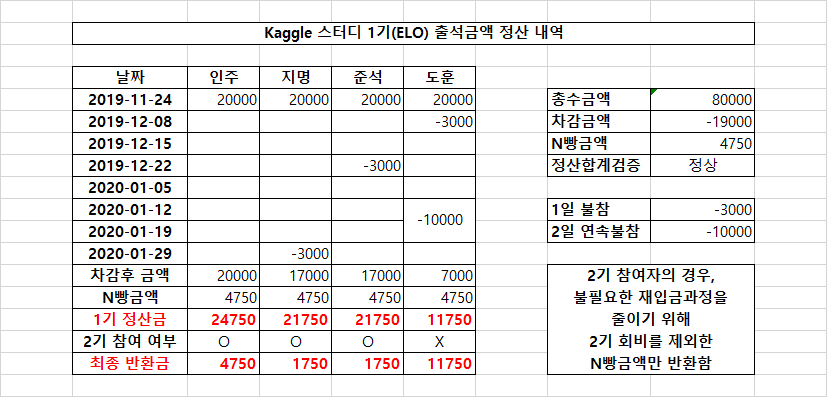 Kaggle 스터디 1기(ELO) 출석금액 정산 내역
날짜 인주 지명 준석 도훈
2019-11-24 20000 20000 20000 20000
2019-12-08 -3000
2019-12-15
2019-12-22 -3000
2020-01-05
2020-01-12 -10000
2020-01-19
2020-01-29 -3000
차감후 금액 20000 17000 17000 7000
N빵금액 4750 4750 4750 4750
1기 정산금 24750 21750 21750 11750
2기 참여 여부 O O O X
최종 반환금 4750 1750 1750 11750
총수금액 80000
차감금액 -19000
N빵금액 4750
정산합계검증 정상
1일 불참 -3000
2일 연속불참 -10000
2기 참여자의 경우,
불필요한 재입금과정을
줄이기 위해
2기 회비를 제외한
N빵금액만 반환함